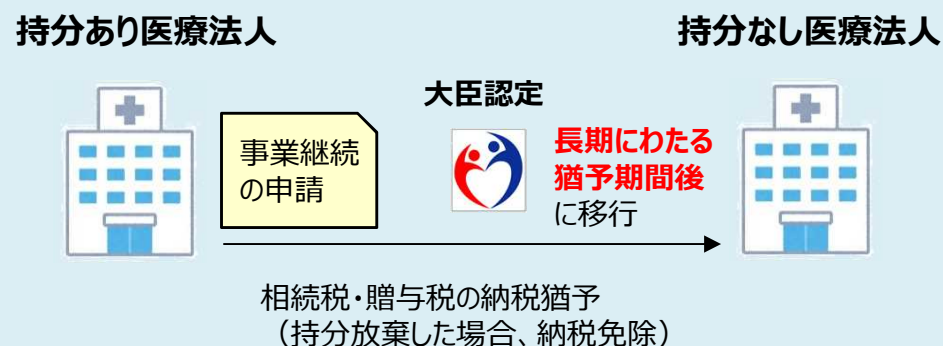 持分あり医療法人
持分なし医療法人
大臣認定
事業継続
の申請
長期にわたる
猶予期間後
に移行
相続税・贈与税の納税猶予
(持分放棄した場合、納税免除)